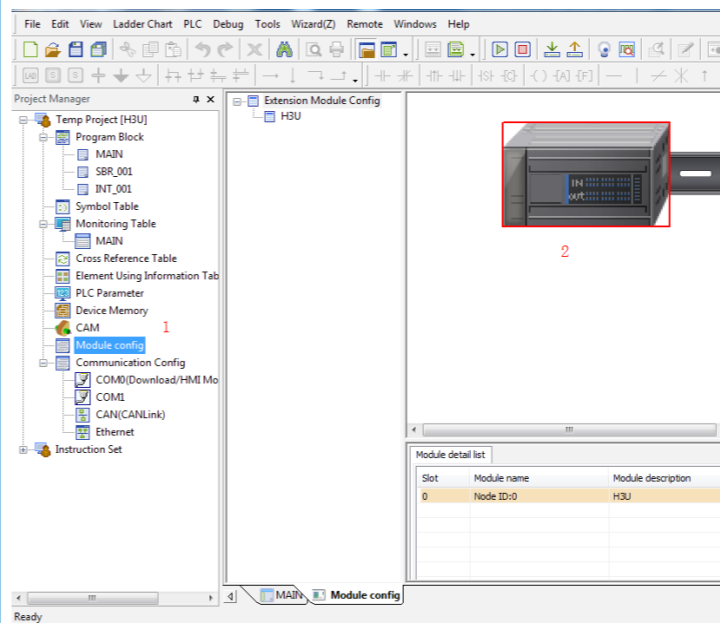 File Edit View Ladder Chart PLC Debug Tools Wizard(Z) Remote Windows Help
Project Manager
Temp Project [H3U]
Program Block
MAIN
SBR_001
INT_001
Symbol Table
Monitoring Table
MAIN
Cross Reference Table
Element Using Information Tab
PLC Parameter
Device Memory
CAM
1
Module config
Communication Config
COM0(Download/HMI Mo
COM1
CAN(CANLink)
Ethernet
Instruction Set
Extension Module Config
H3U
IN
out
2
Module detail list
Slot Module name Module description
0 Node ID:0 H3U
MAIN Module config
Ready